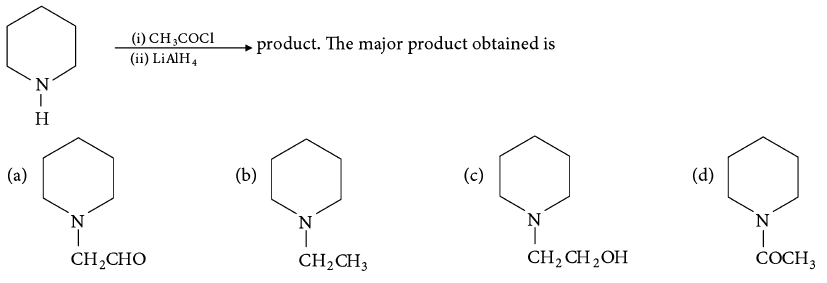 (i) CH₃COCl
(ii) LiAlH₄
product. The major product obtained is
N
H
(a) N CH₂CHO
(b) N CH₂CH₃
(c) N CH₂CH₂OH
(d) N COCH₃